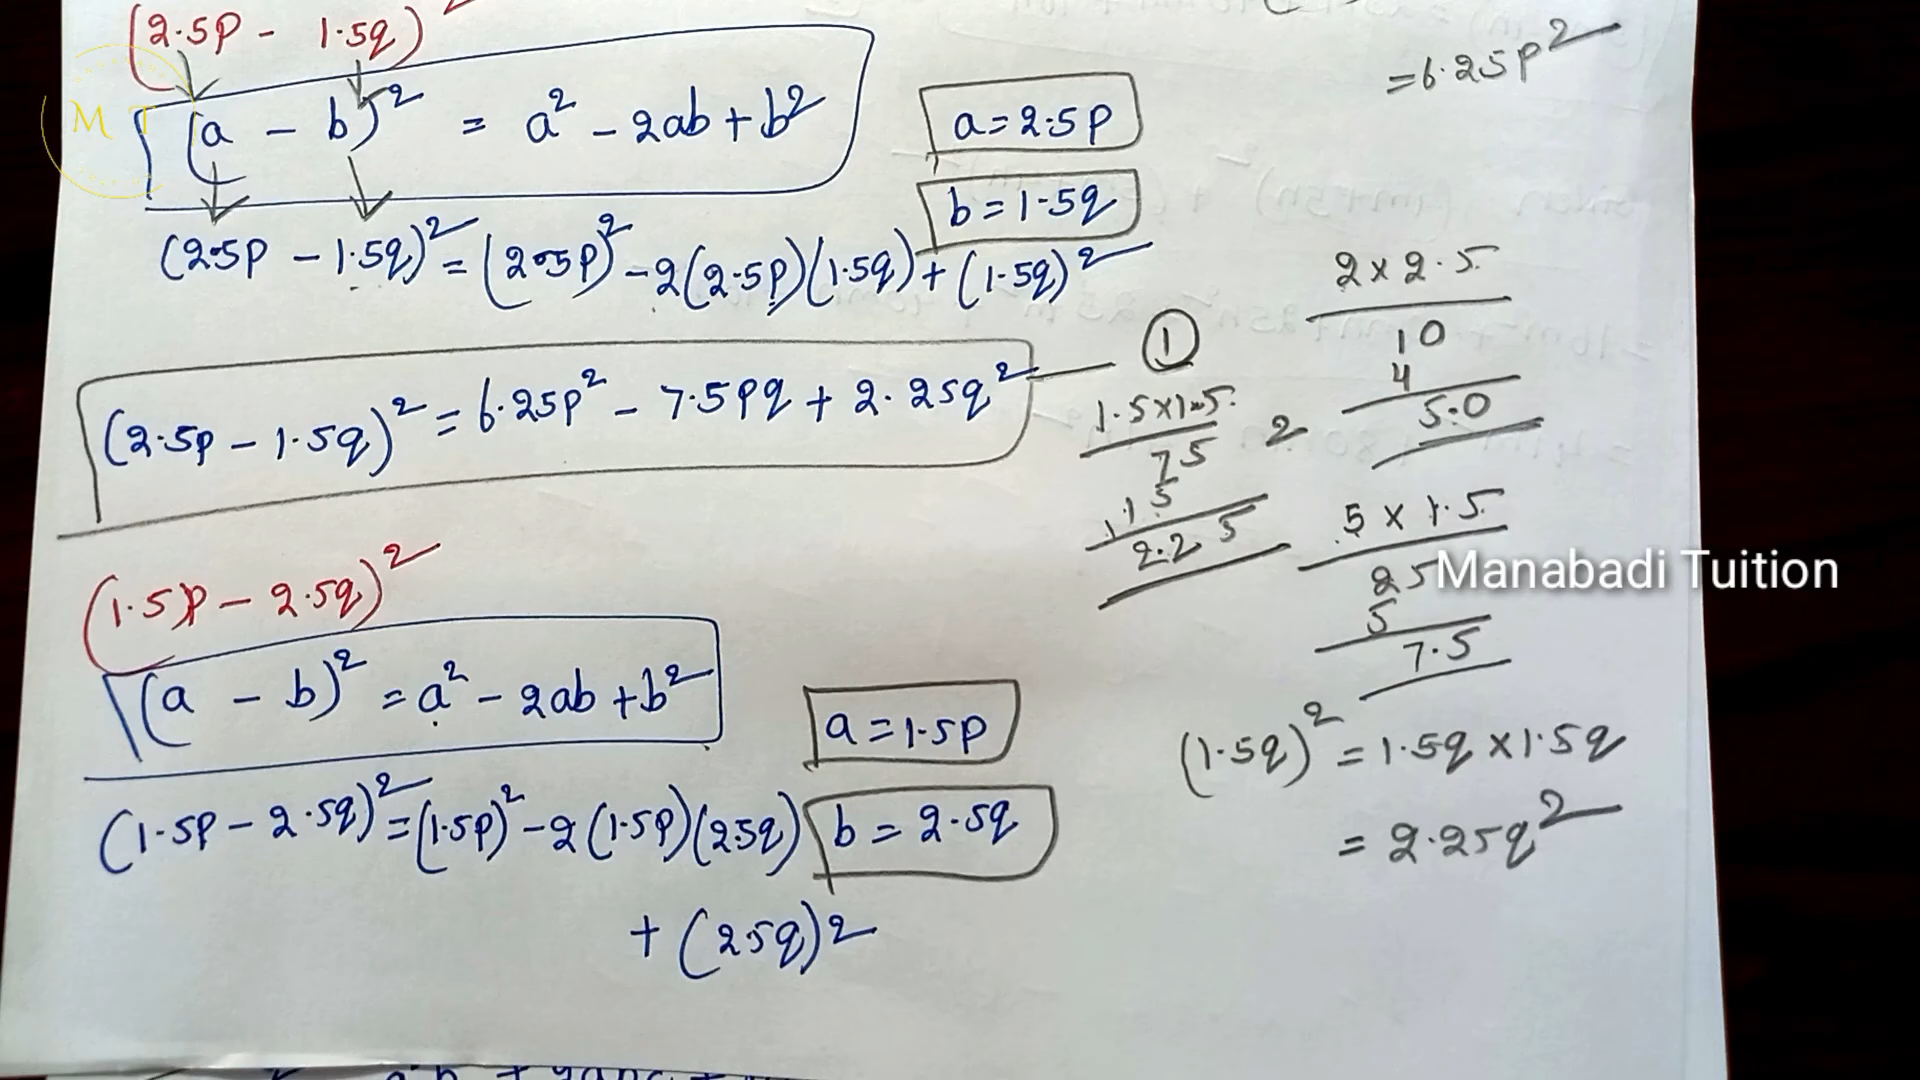 (2.5p - 1.5q)²
= 6.25p²
M T
(a - b)² = a² - 2ab + b²
a = 2.5p
b = 1.5q
(2.5p - 1.5q)² = (2.5p)² - 2(2.5p)(1.5q) + (1.5q)²
(2.5p - 1.5q)² = 6.25p² - 7.5pq + 2.25q² — ①
2 × 2.5
10
4
5.0
1.5×1.5
75
15
2.25
2
5 × 1.5
25
5
7.5
Manabadi Tuition
(1.5p - 2.5q)²
(a - b)² = a² - 2ab + b²
a = 1.5p
b = 2.5q
(1.5p - 2.5q)² = (1.5p)² - 2(1.5p)(2.5q)
+ (2.5q)²
(1.5q)² = 1.5q × 1.5q
= 2.25q²